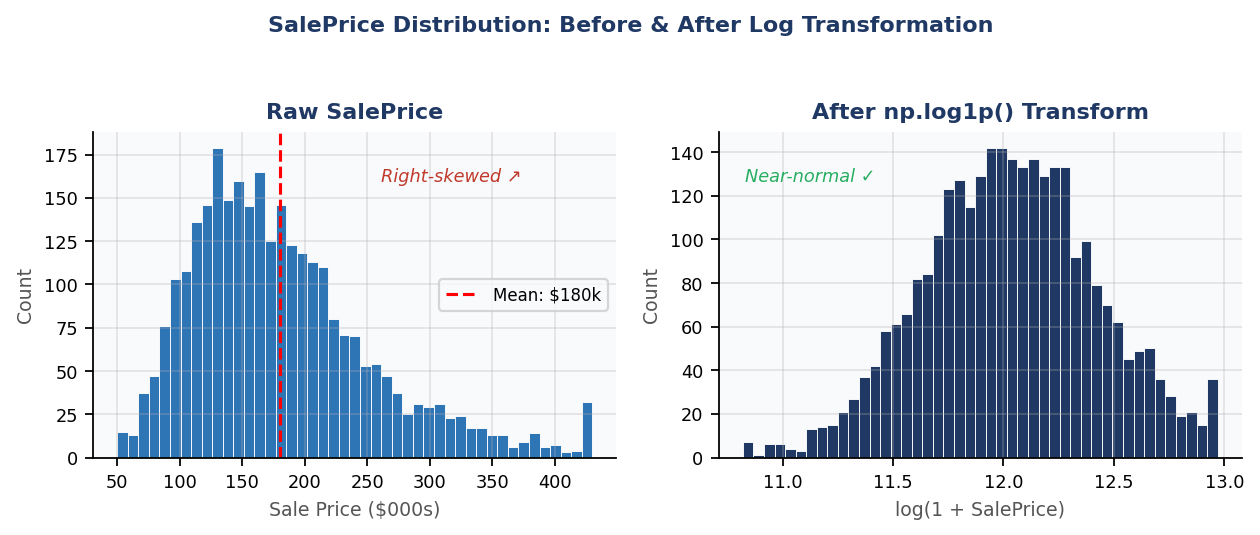 SalePrice Distribution: Before & After Log Transformation
Raw SalePrice
Right-skewed ↗
Mean: $180k
Count
175
150
125
100
75
50
25
0
50 100 150 200 250 300 350 400
Sale Price ($000s)
After np.log1p() Transform
Near-normal ✓
Count
140
120
100
80
60
40
20
0
11.0 11.5 12.0 12.5 13.0
log(1 + SalePrice)